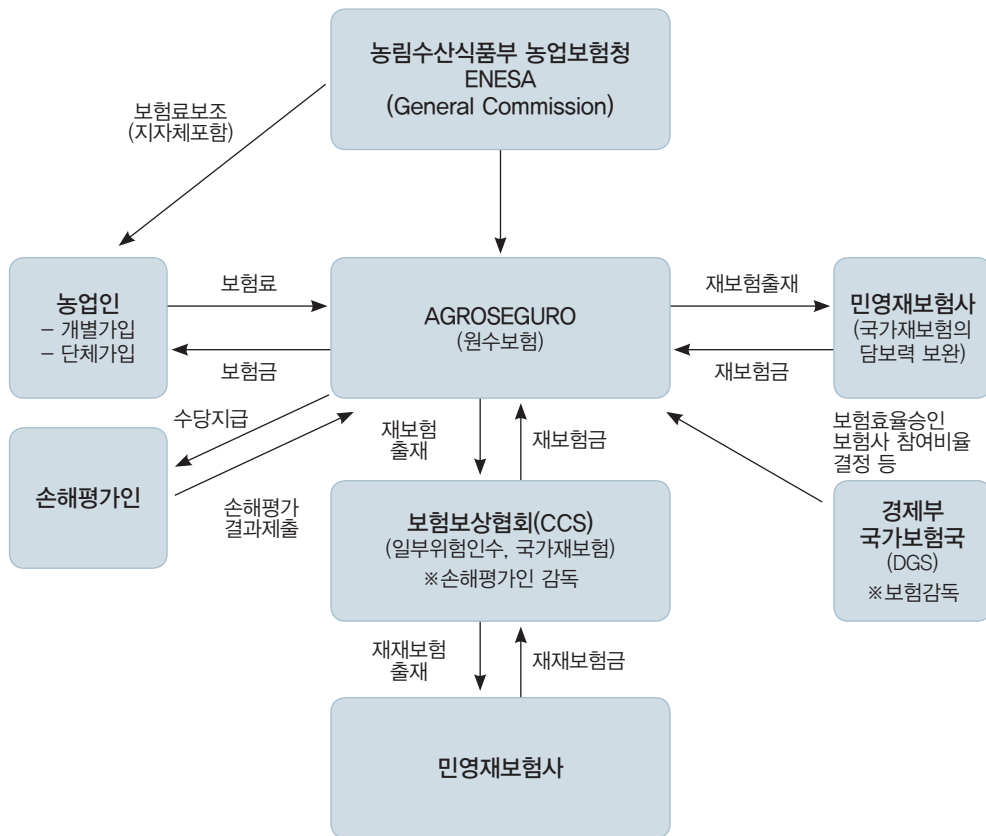 농림수산식품부 농업보험청
ENESA
(General Commission)
보험료보조
(지자체포함)
농업인
– 개별가입
– 단체가입
보험료
보험금
AGROSEGURO
(원수보험)
재보험출재
재보험금
민영재보험사
(국가재보험의
담보력 보완)
수당지급
손해평가인
손해평가
결과제출
재보험
출재
재보험금
보험효율승인
보험사 참여비율
결정 등
보험보상협회(CCS)
(일부위험인수, 국가재보험)
※손해평가인 감독
경제부
국가보험국
(DGS)
※보험감독
재재보험
출재
재재보험금
민영재보험사